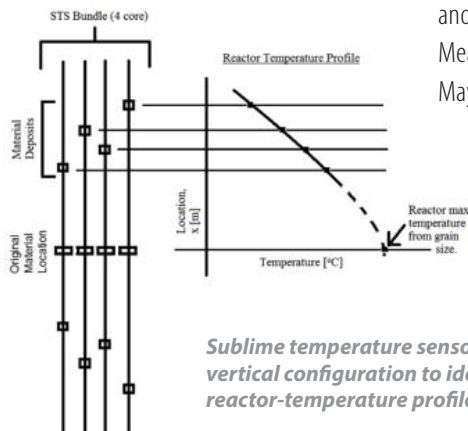 STS Bundle (4 core)
and
Mea
May
Reactor Temperature Profile
Material
Deposits
Original
Material
Location
Location,
x [m]
Temperature [ºC]
Reactor max
temperature
from grain
size.
Sublime temperature senso
vertical configuration to ide
reactor-temperature profile